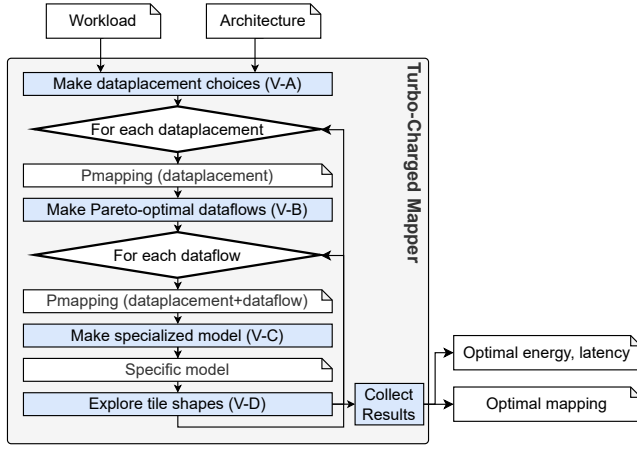 Workload
Architecture
Make dataplacement choices (V-A)
For each dataplacement
Pmapping (dataplacement)
Make Pareto-optimal dataflows (V-B)
For each dataflow
Pmapping (dataplacement+dataflow)
Make specialized model (V-C)
Specific model
Explore tile shapes (V-D)
Collect
Results
Turbo-Charged Mapper
Optimal energy, latency
Optimal mapping